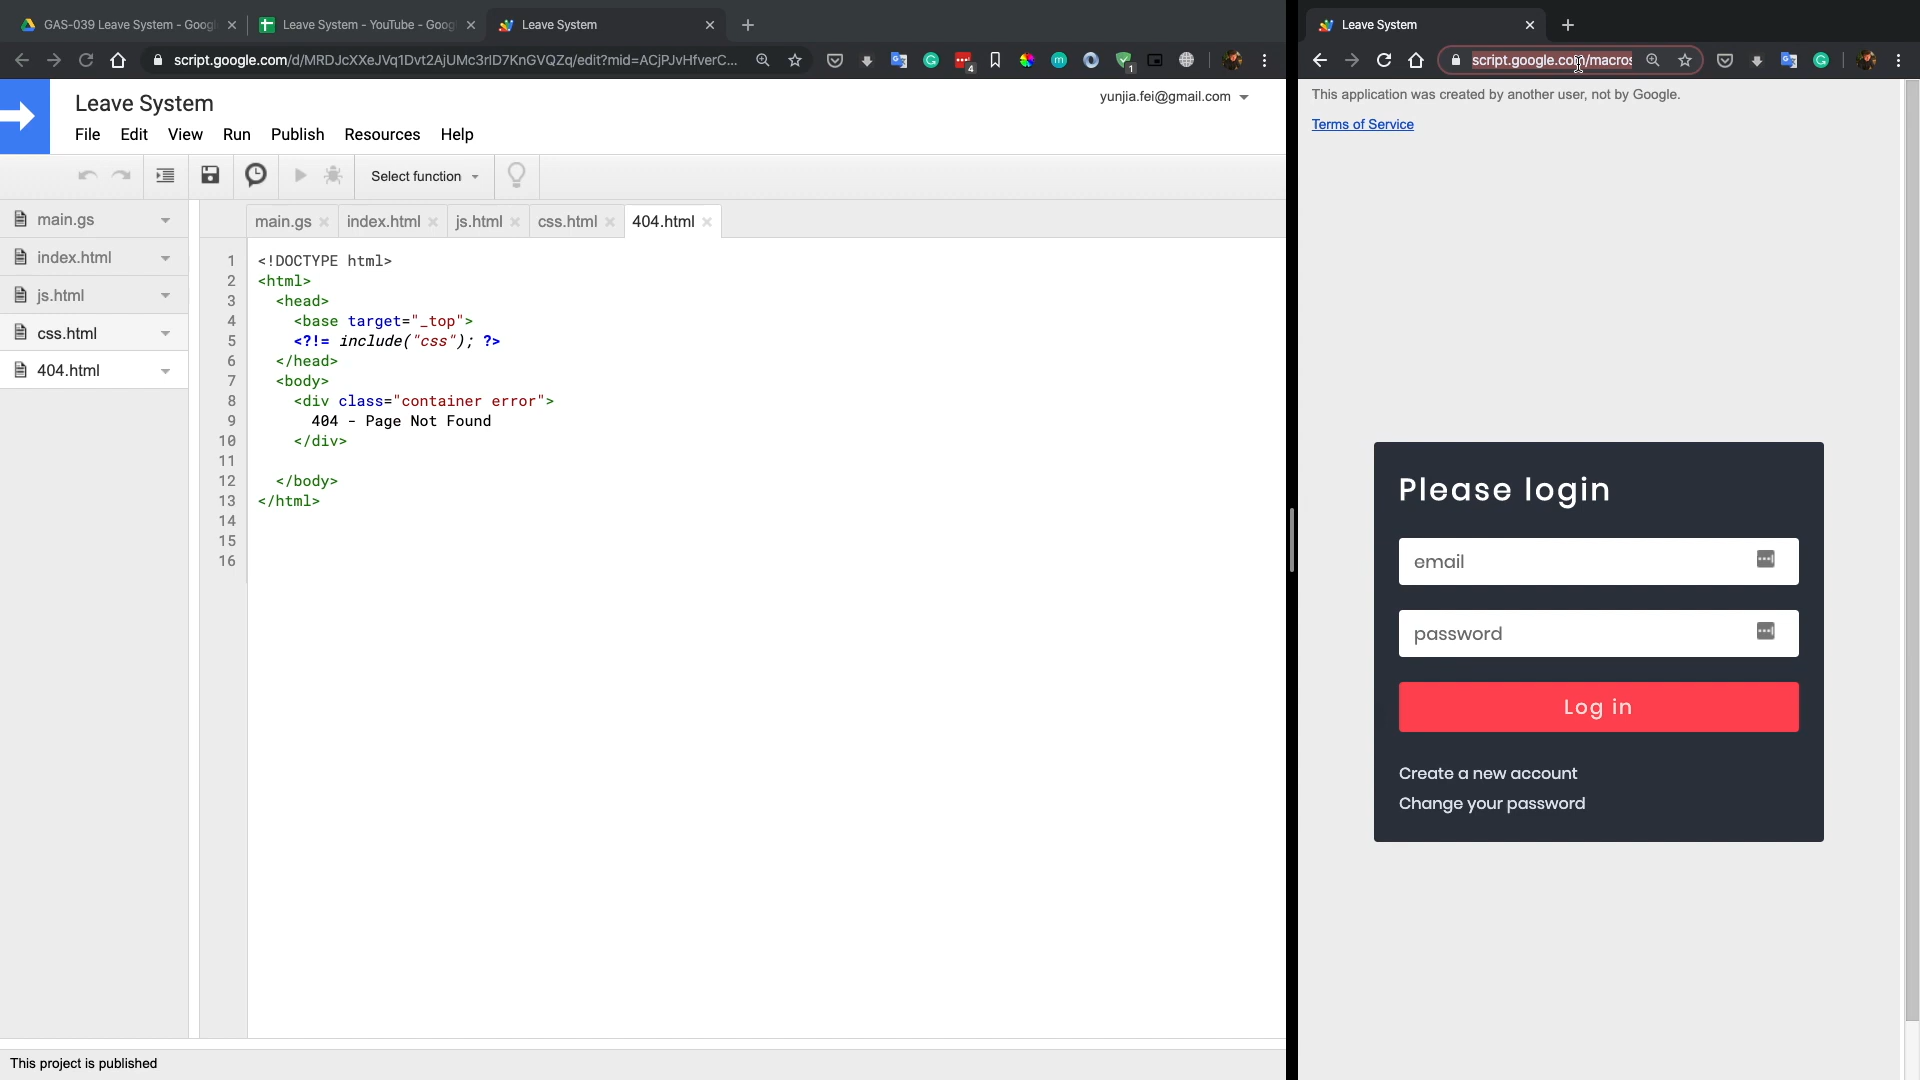 GAS-039 Leave System - Goog
Leave System - YouTube - Goog
Leave System
script.google.com/d/MRDJcXXeJVq1Dvt2AjUMc3rlD7KnGVQZq/edit?mid=ACjPJvHfverC...
4
m
1
Leave System
yunjia.fei@gmail.com
File Edit View Run Publish Resources Help
Select function
main.gs
index.html
js.html
css.html
404.html
main.gs index.html js.html css.html 404.html
1 <!DOCTYPE html>
2 <html>
3 <head>
4 <base target="_top">
5 <?!= include("css"); ?>
6 </head>
7 <body>
8 <div class="container error">
9 404 - Page Not Found
10 </div>
11
12 </body>
13 </html>
14
15
16
This project is published
Leave System
script.google.com/macros
This application was created by another user, not by Google.
Terms of Service
Please login
email
password
Log in
Create a new account
Change your password